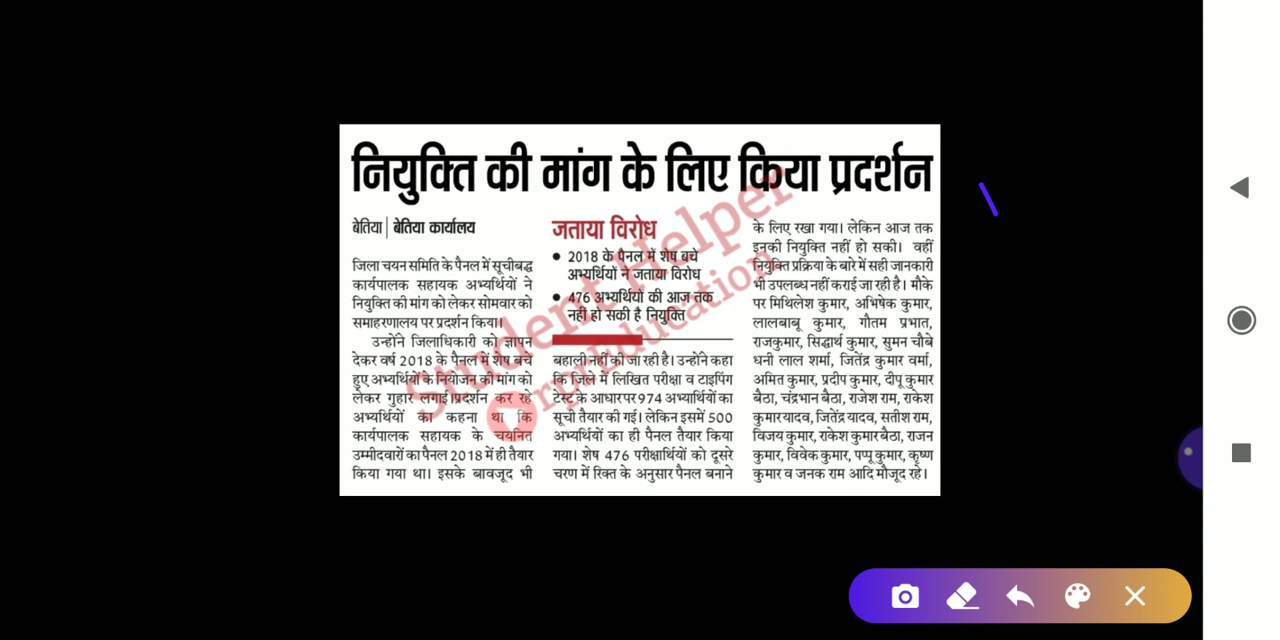 नियुक्ति की मांग के लिए किया प्रदर्शन
बेतिया | बेतिया कार्यालय
जिला चयन समिति के पैनल में सूचीबद्ध
कार्यपालक सहायक अभ्यर्थियों ने
नियुक्ति की मांग को लेकर सोमवार को
समाहरणालय पर प्रदर्शन किया।
उन्होंने जिलाधिकारी को ज्ञापन
देकर वर्ष 2018 के पैनल में शेष बचे
हुए अभ्यर्थियों के नियोजन की मांग को
लेकर गुहार लगाई।प्रदर्शन कर रहे
अभ्यर्थियों का कहना था कि
कार्यपालक सहायक के चयनित
उम्मीदवारों का पैनल 2018 में ही तैयार
किया गया था। इसके बावजूद भी
जताया विरोध
• 2018 के पैनल में शेष बचे
अभ्यर्थियों ने जताया विरोध
• 476 अभ्यर्थियों की आज तक
नही हो सकी है नियुक्ति
बहाली नहीं की जा रही है। उन्होंने कहा
कि जिले में लिखित परीक्षा व टाइपिंग
टेस्ट के आधार पर 974 अभ्यार्थियों का
सूची तैयार की गई। लेकिन इसमें 500
अभ्यर्थियों का ही पैनल तैयार किया
गया। शेष 476 परीक्षार्थियों को दूसरे
चरण में रिक्त के अनुसार पैनल बनाने
के लिए रखा गया। लेकिन आज तक
इनकी नियुक्ति नहीं हो सकी। वहीं
नियुक्ति प्रक्रिया के बारे में सही जानकारी
भी उपलब्ध नहीं कराई जा रही है। मौके
पर मिथिलेश कुमार, अभिषेक कुमार,
लालबाबू कुमार, गौतम प्रभात,
राजकुमार, सिद्धार्थ कुमार, सुमन चौबे
धनी लाल शर्मा, जितेंद्र कुमार वर्मा,
अमित कुमार, प्रदीप कुमार, दीपू कुमार
बैठा, चंद्रभान बैठा, राजेश राम, राकेश
कुमार यादव, जितेंद्र यादव, सतीश राम,
विजय कुमार, राकेश कुमार बैठा, राजन
कुमार, विवेक कुमार, पप्पू कुमार, कृष्ण
कुमार व जनक राम आदि मौजूद रहे।
Student Helper
rprEducation